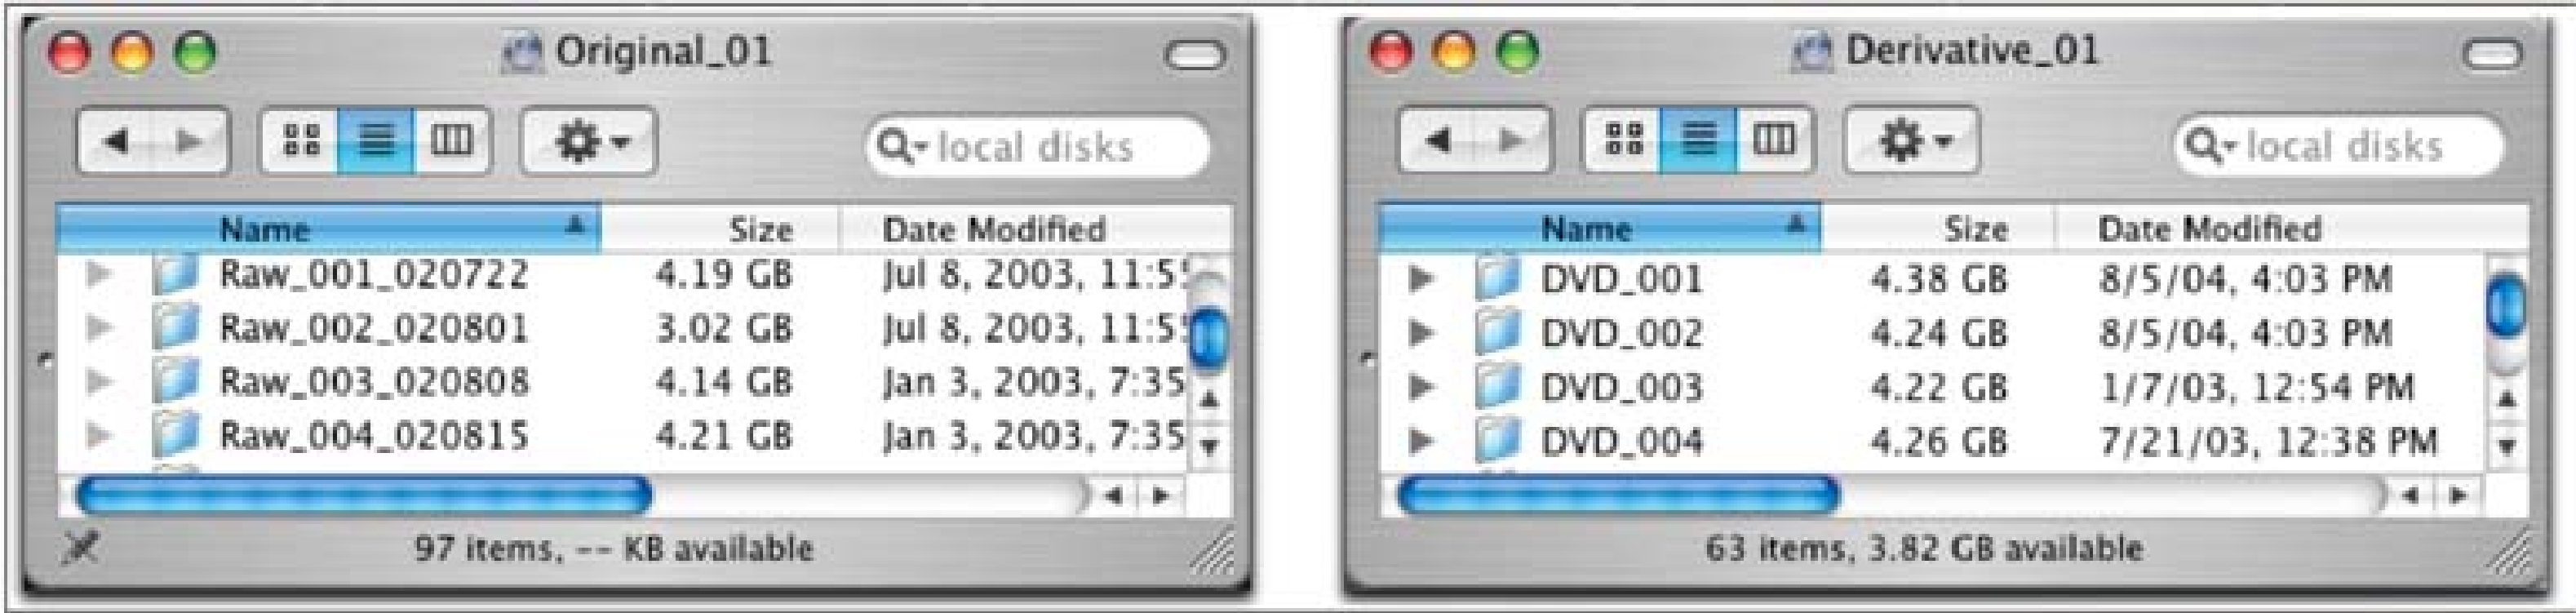 Original_01
local disks
Name Size Date Modified
Raw_001_020722 4.19 GB Jul 8, 2003, 11:5
Raw_002_020801 3.02 GB Jul 8, 2003, 11:5
Raw_003_020808 4.14 GB Jan 3, 2003, 7:35
Raw_004_020815 4.21 GB Jan 3, 2003, 7:35
97 items, -- KB available
Derivative_01
local disks
Name Size Date Modified
DVD_001 4.38 GB 8/5/04, 4:03 PM
DVD_002 4.24 GB 8/5/04, 4:03 PM
DVD_003 4.22 GB 1/7/03, 12:54 PM
DVD_004 4.26 GB 7/21/03, 12:38 PM
63 items, 3.82 GB available